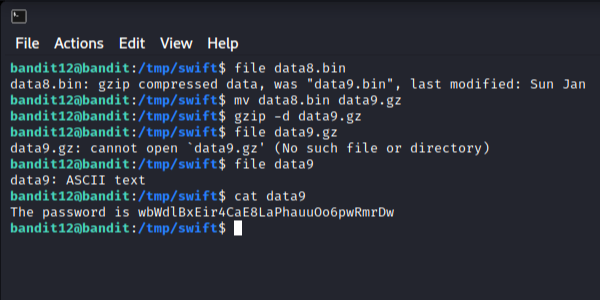 File Actions Edit View Help
bandit12@bandit:/tmp/swift$ file data8.bin
data8.bin: gzip compressed data, was "data9.bin", last modified: Sun Jan
bandit12@bandit:/tmp/swift$ mv data8.bin data9.gz
bandit12@bandit:/tmp/swift$ gzip -d data9.gz
bandit12@bandit:/tmp/swift$ file data9.gz
data9.gz: cannot open `data9.gz' (No such file or directory)
bandit12@bandit:/tmp/swift$ file data9
data9: ASCII text
bandit12@bandit:/tmp/swift$ cat data9
The password is wbWdlBxEir4CaE8LaPhauuOo6pwRmrDw
bandit12@bandit:/tmp/swift$